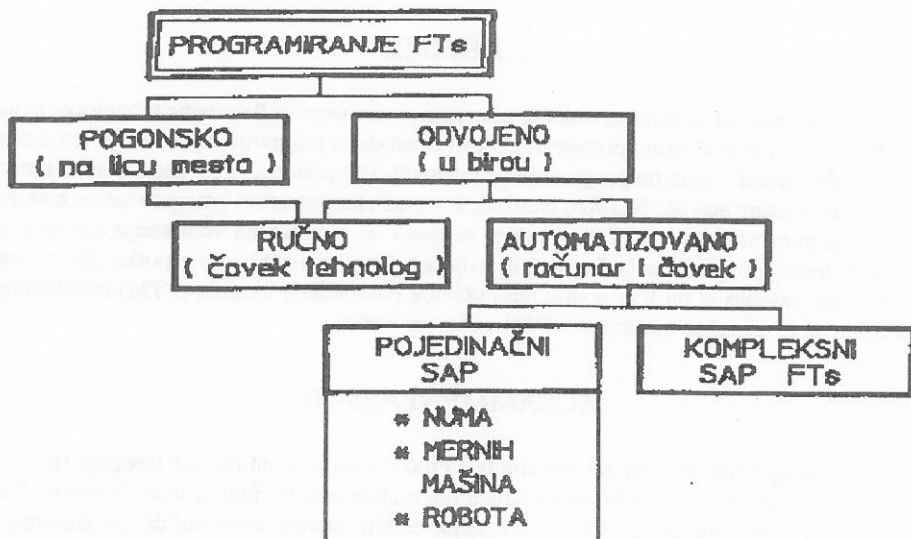 PROGRAMIRANJE FTs
POGONSKO
( na licu mesta )
ODVOJENO
( u birou )
RUČNO
( čovek tehnolog )
AUTOMATIZOVANO
( računar - čovek )
POJEDINAČNI
SAP
* NUMA
* MERNIH
MAŠINA
* ROBOTA
KOMPLEKSNI
SAP FTs